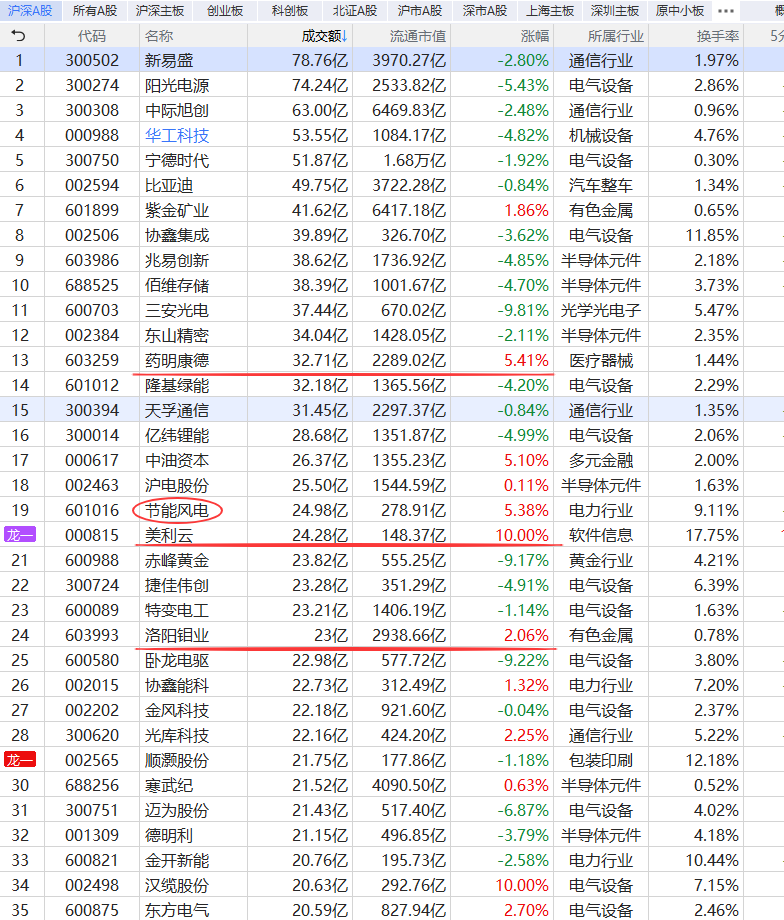 沪深A股 所有A股 沪深主板 创业板 科创板 北证A股 沪市A股 深市A股 上海主板 深圳主板 原中小板 •••
代码 名称 成交额↓ 流通市值 涨幅 所属行业 换手率
1 300502 新易盛 78.76亿 3970.27亿 -2.80% 通信行业 1.97%
2 300274 阳光电源 74.24亿 2533.82亿 -5.43% 电气设备 2.86%
3 300308 中际旭创 63.00亿 6469.83亿 -2.48% 通信行业 0.96%
4 000988 华工科技 53.55亿 1084.17亿 -4.82% 机械设备 4.76%
5 300750 宁德时代 51.87亿 1.68万亿 -1.92% 电气设备 0.30%
6 002594 比亚迪 49.75亿 3722.28亿 -0.84% 汽车整车 1.34%
7 601899 紫金矿业 41.62亿 6417.18亿 1.86% 有色金属 0.65%
8 002506 协鑫集成 39.89亿 326.70亿 -3.62% 电气设备 11.85%
9 603986 兆易创新 38.62亿 1736.92亿 -4.85% 半导体元件 2.18%
10 688525 佰维存储 38.39亿 1001.67亿 -4.70% 半导体元件 3.73%
11 600703 三安光电 37.44亿 670.02亿 -9.81% 光学光电子 5.47%
12 002384 东山精密 34.04亿 1428.05亿 -2.11% 半导体元件 2.35%
13 603259 药明康德 32.71亿 2289.02亿 5.41% 医疗器械 1.44%
14 601012 隆基绿能 32.18亿 1365.56亿 -4.20% 电气设备 2.29%
15 300394 天孚通信 31.45亿 2297.37亿 -0.84% 通信行业 1.35%
16 300014 亿纬锂能 28.68亿 1351.87亿 -4.99% 电气设备 2.06%
17 000617 中油资本 26.37亿 1355.23亿 5.10% 多元金融 2.00%
18 002463 沪电股份 25.50亿 1544.59亿 0.11% 半导体元件 1.63%
19 601016 节能风电 24.98亿 278.91亿 5.38% 电力行业 9.11%
龙一 000815 美利云 24.28亿 148.37亿 10.00% 软件信息 17.75%
21 600988 赤峰黄金 23.82亿 555.25亿 -9.17% 黄金行业 4.21%
22 300724 捷佳伟创 23.28亿 351.29亿 -4.91% 电气设备 6.39%
23 600089 特变电工 23.21亿 1406.19亿 -1.14% 电气设备 1.63%
24 603993 洛阳钼业 23亿 2938.66亿 2.06% 有色金属 0.78%
25 600580 卧龙电驱 22.98亿 577.72亿 -9.22% 电气设备 3.80%
26 002015 协鑫能科 22.73亿 312.49亿 1.32% 电力行业 7.20%
27 002202 金风科技 22.18亿 921.60亿 -0.04% 电气设备 2.37%
28 300620 光库科技 22.16亿 424.20亿 2.25% 通信行业 5.22%
龙一 002565 顺灏股份 21.75亿 177.86亿 -1.18% 包装印刷 12.18%
30 688256 寒武纪 21.52亿 4090.50亿 0.63% 半导体元件 0.52%
31 300751 迈为股份 21.43亿 517.40亿 -6.87% 电气设备 4.02%
32 001309 德明利 21.15亿 496.85亿 -3.79% 半导体元件 4.18%
33 600821 金开新能 20.76亿 195.73亿 -2.58% 电力行业 10.44%
34 002498 汉缆股份 20.63亿 292.76亿 10.00% 电气设备 7.15%
35 600875 东方电气 20.59亿 827.94亿 2.70% 电气设备 2.46%